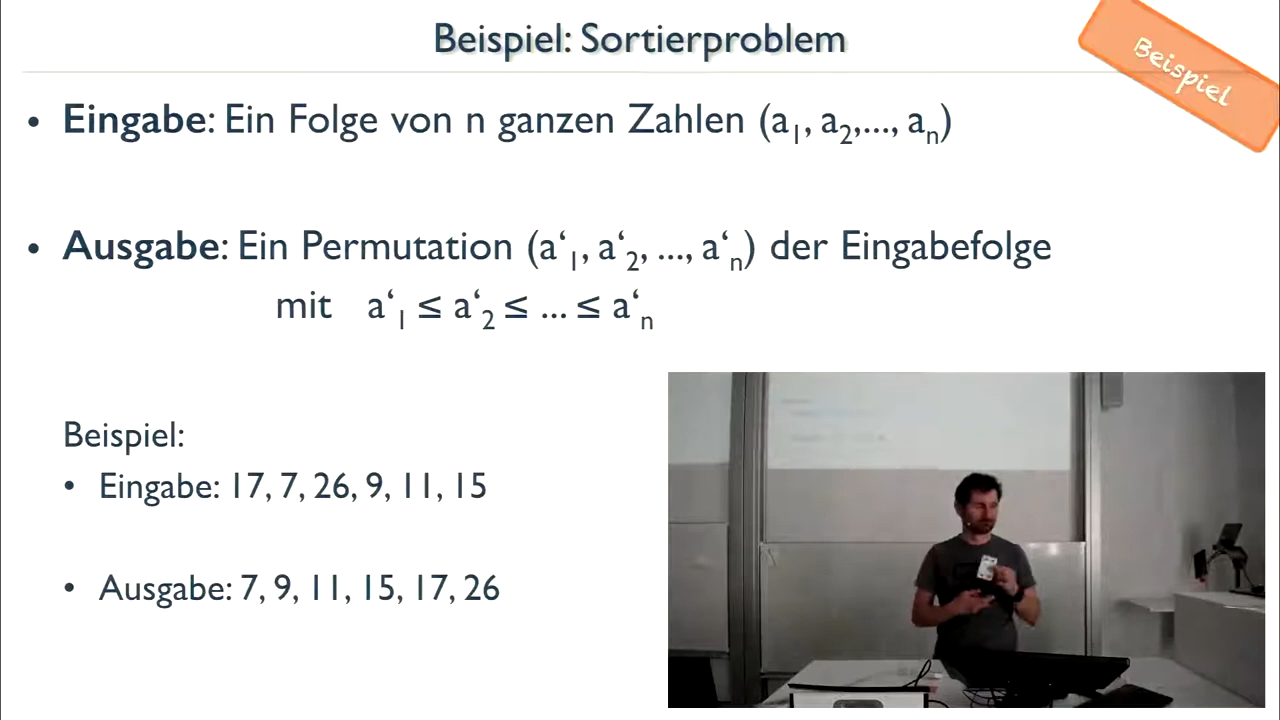 Beispiel: Sortierproblem
Beispiel
• Eingabe: Ein Folge von n ganzen Zahlen (a₁, a₂,..., aₙ)
• Ausgabe: Ein Permutation (a‘₁, a‘₂, ..., a‘ₙ) der Eingabefolge
mit a‘₁ ≤ a‘₂ ≤ ... ≤ a‘ₙ
Beispiel:
• Eingabe: 17, 7, 26, 9, 11, 15
• Ausgabe: 7, 9, 11, 15, 17, 26